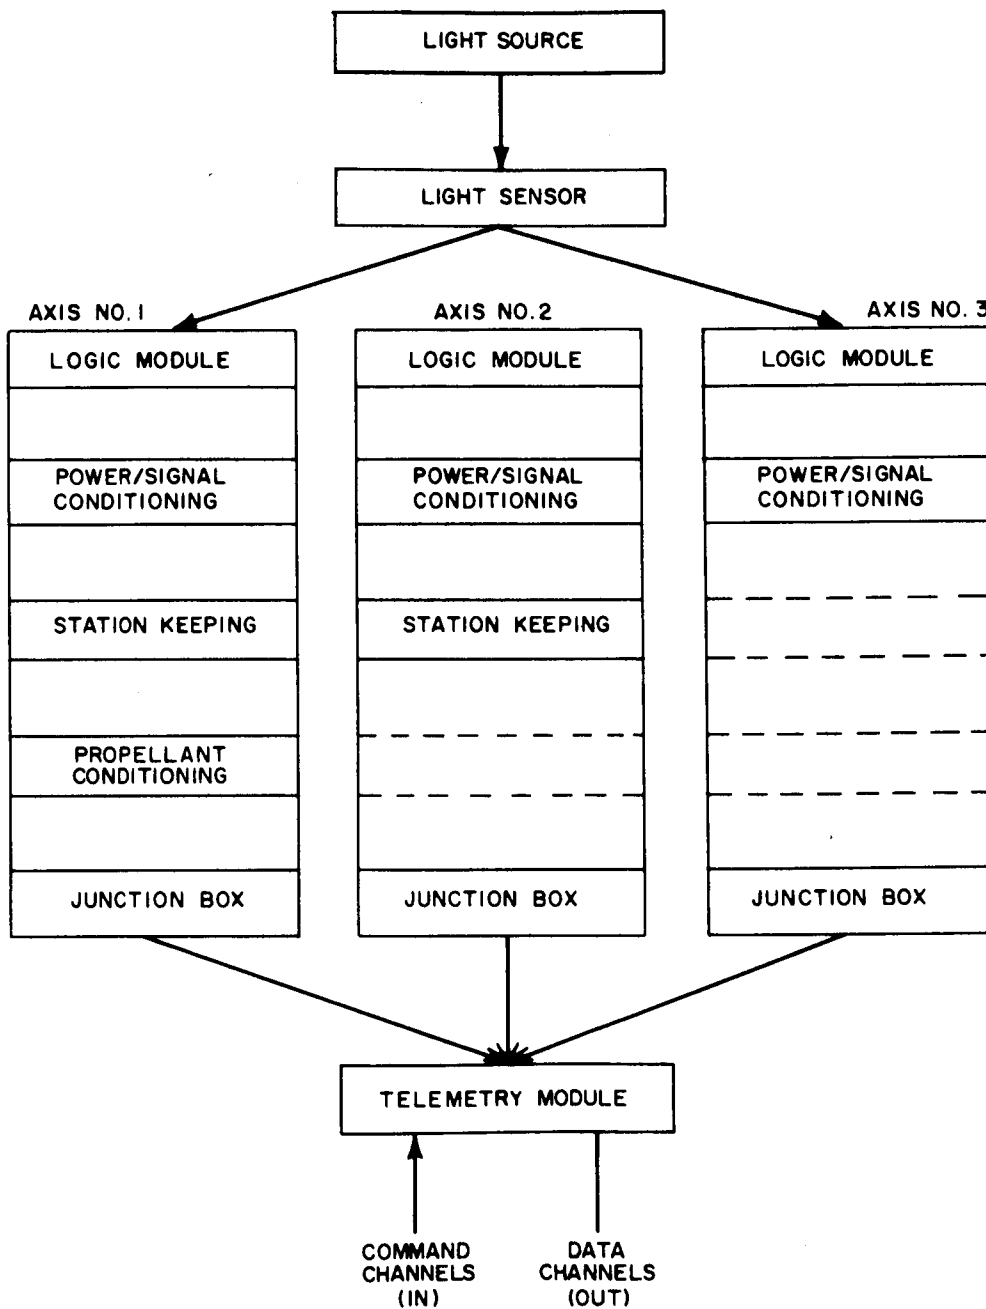 LIGHT SOURCE
LIGHT SENSOR
AXIS NO. 1
LOGIC MODULE
POWER/SIGNAL
CONDITIONING
STATION KEEPING
PROPELLANT
CONDITIONING
JUNCTION BOX
AXIS NO. 2
LOGIC MODULE
POWER/SIGNAL
CONDITIONING
STATION KEEPING
JUNCTION BOX
AXIS NO. 3
LOGIC MODULE
POWER/SIGNAL
CONDITIONING
JUNCTION BOX
TELEMETRY MODULE
COMMAND
CHANNELS
(IN)
DATA
CHANNELS
(OUT)